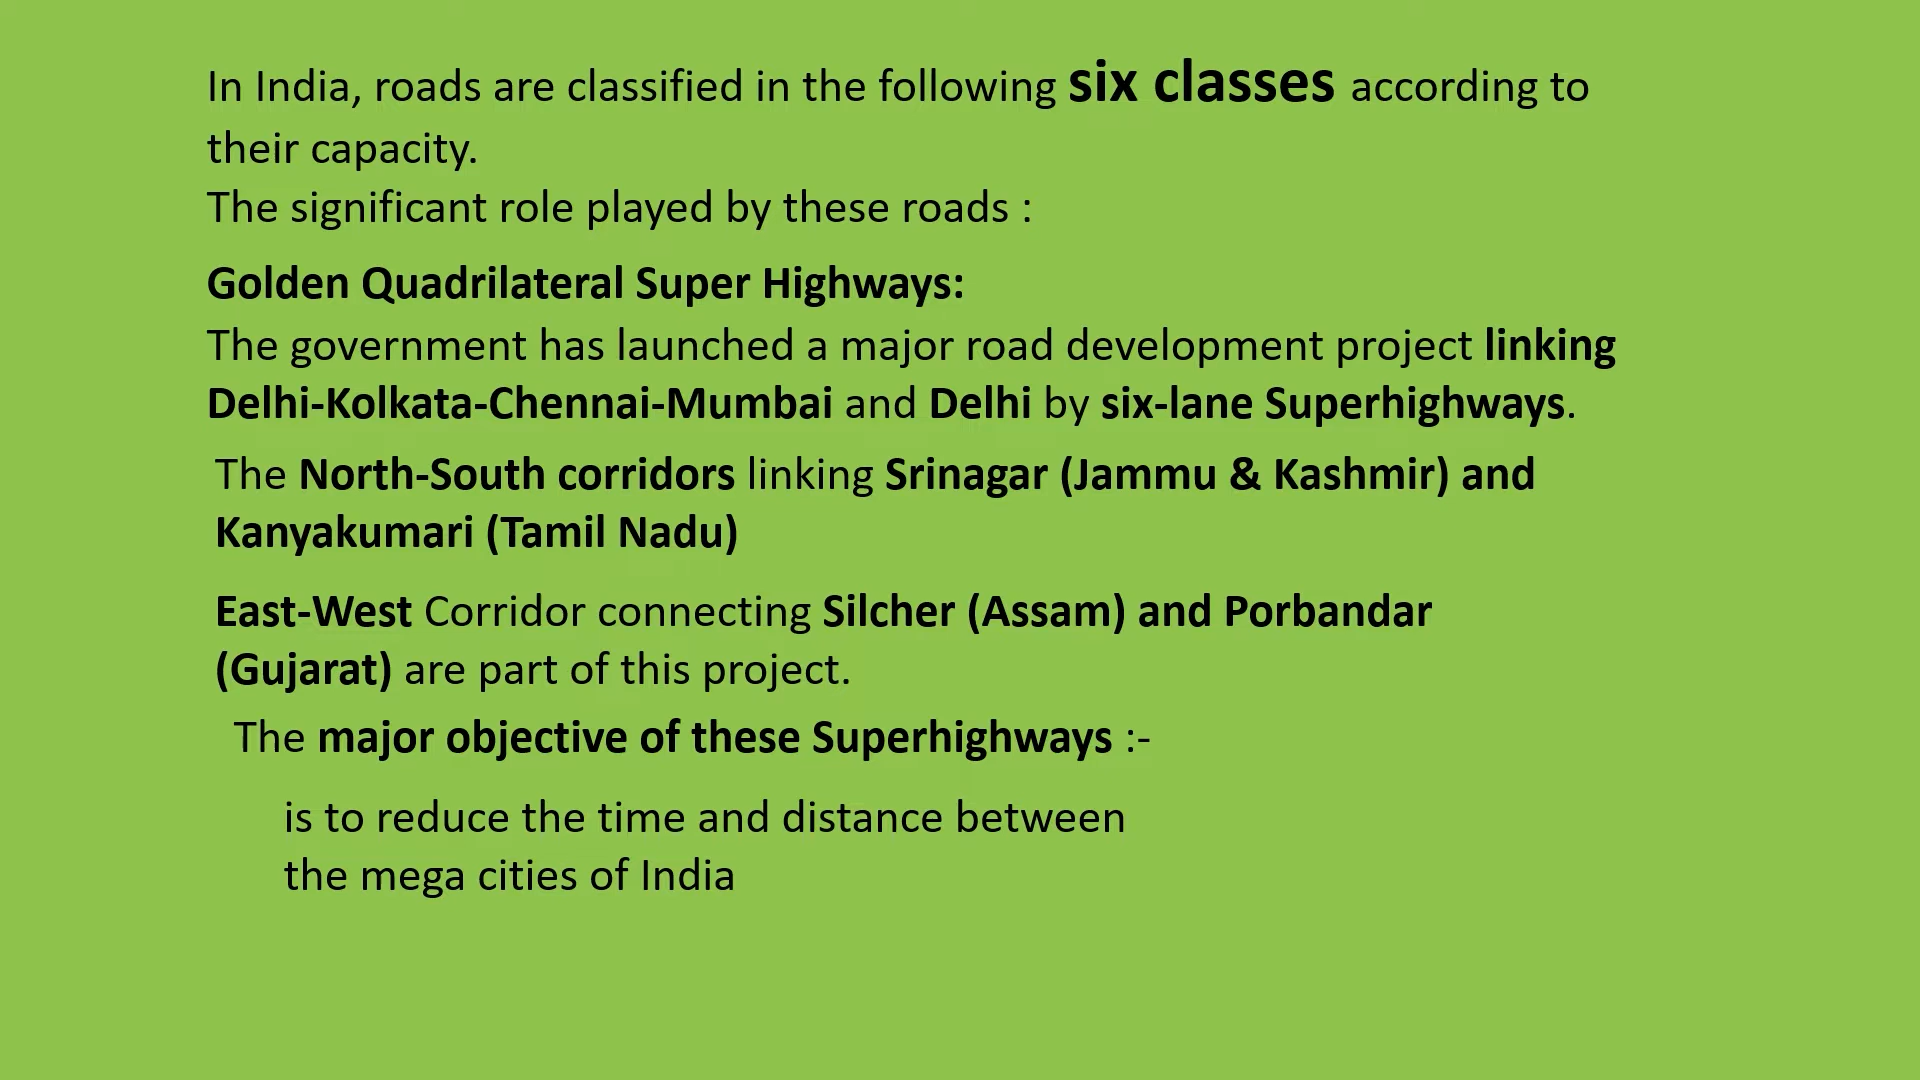 In India, roads are classified in the following six classes according to
their capacity.
The significant role played by these roads :
Golden Quadrilateral Super Highways:
The government has launched a major road development project linking
Delhi-Kolkata-Chennai-Mumbai and Delhi by six-lane Superhighways.
The North-South corridors linking Srinagar (Jammu & Kashmir) and
Kanyakumari (Tamil Nadu)
East-West Corridor connecting Silcher (Assam) and Porbandar
(Gujarat) are part of this project.
The major objective of these Superhighways :-
is to reduce the time and distance between
the mega cities of India